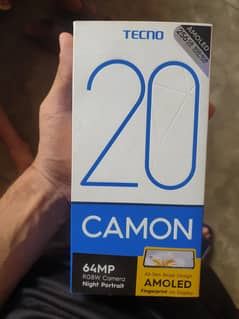 TECNO
AMOLED
20
CAMON
64MP
RGBW Camera
Night Portrait
AMOLED
Fingerprint on Display